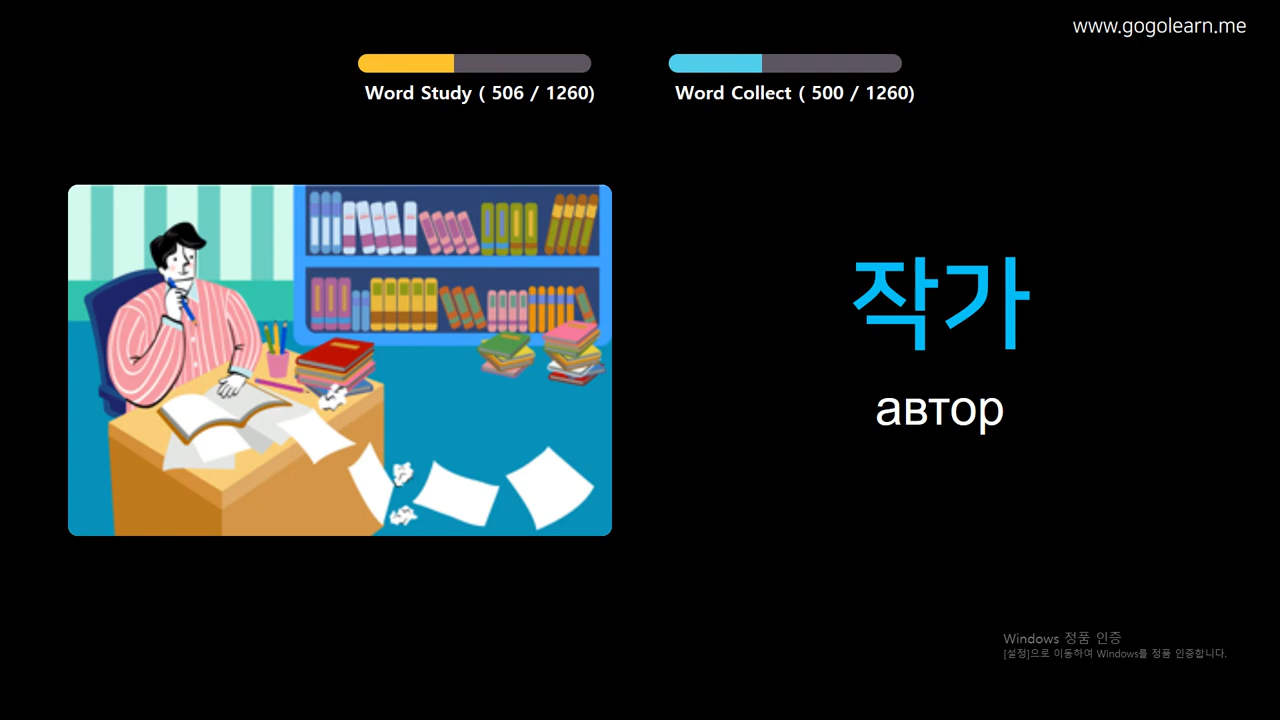 www.gogolearn.me
Word Study ( 506 / 1260)
Word Collect ( 500 / 1260)
작가
автор
Windows 정품 인증
[설정]으로 이동하여 Windows를 정품 인증합니다.